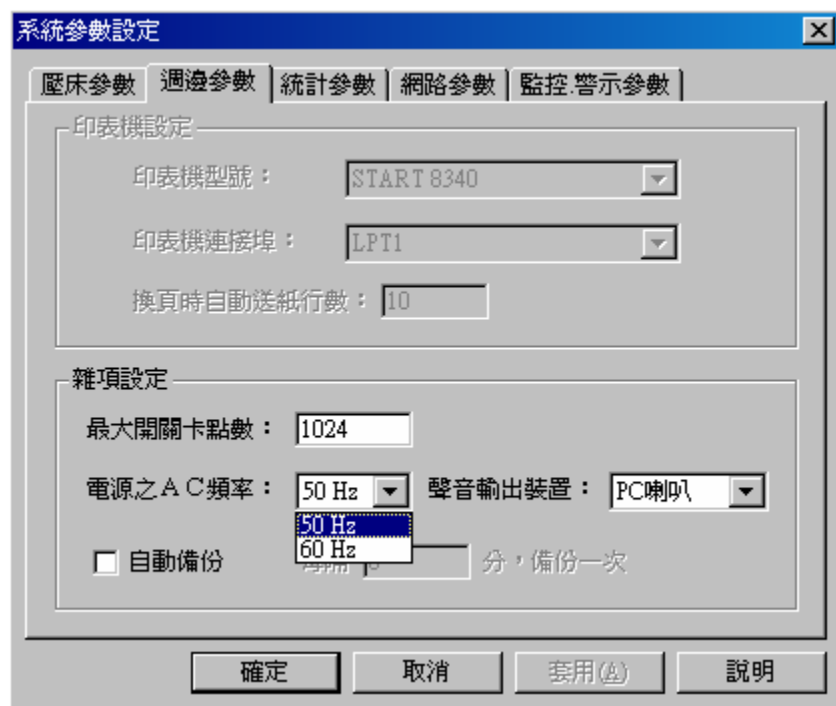 系統參數設定
壓床參數 週邊參數 統計參數 網路參數 監控.警示參數
印表機設定
印表機型號： START 8340
印表機連接埠： LPT1
換頁時自動送紙行數： 10
雜項設定
最大開關卡點數： 1024
電源之ＡＣ頻率： 50 Hz 聲音輸出裝置： PC喇叭
50 Hz
60 Hz
自動備份 分，備份一次
確定 取消 套用(A) 說明